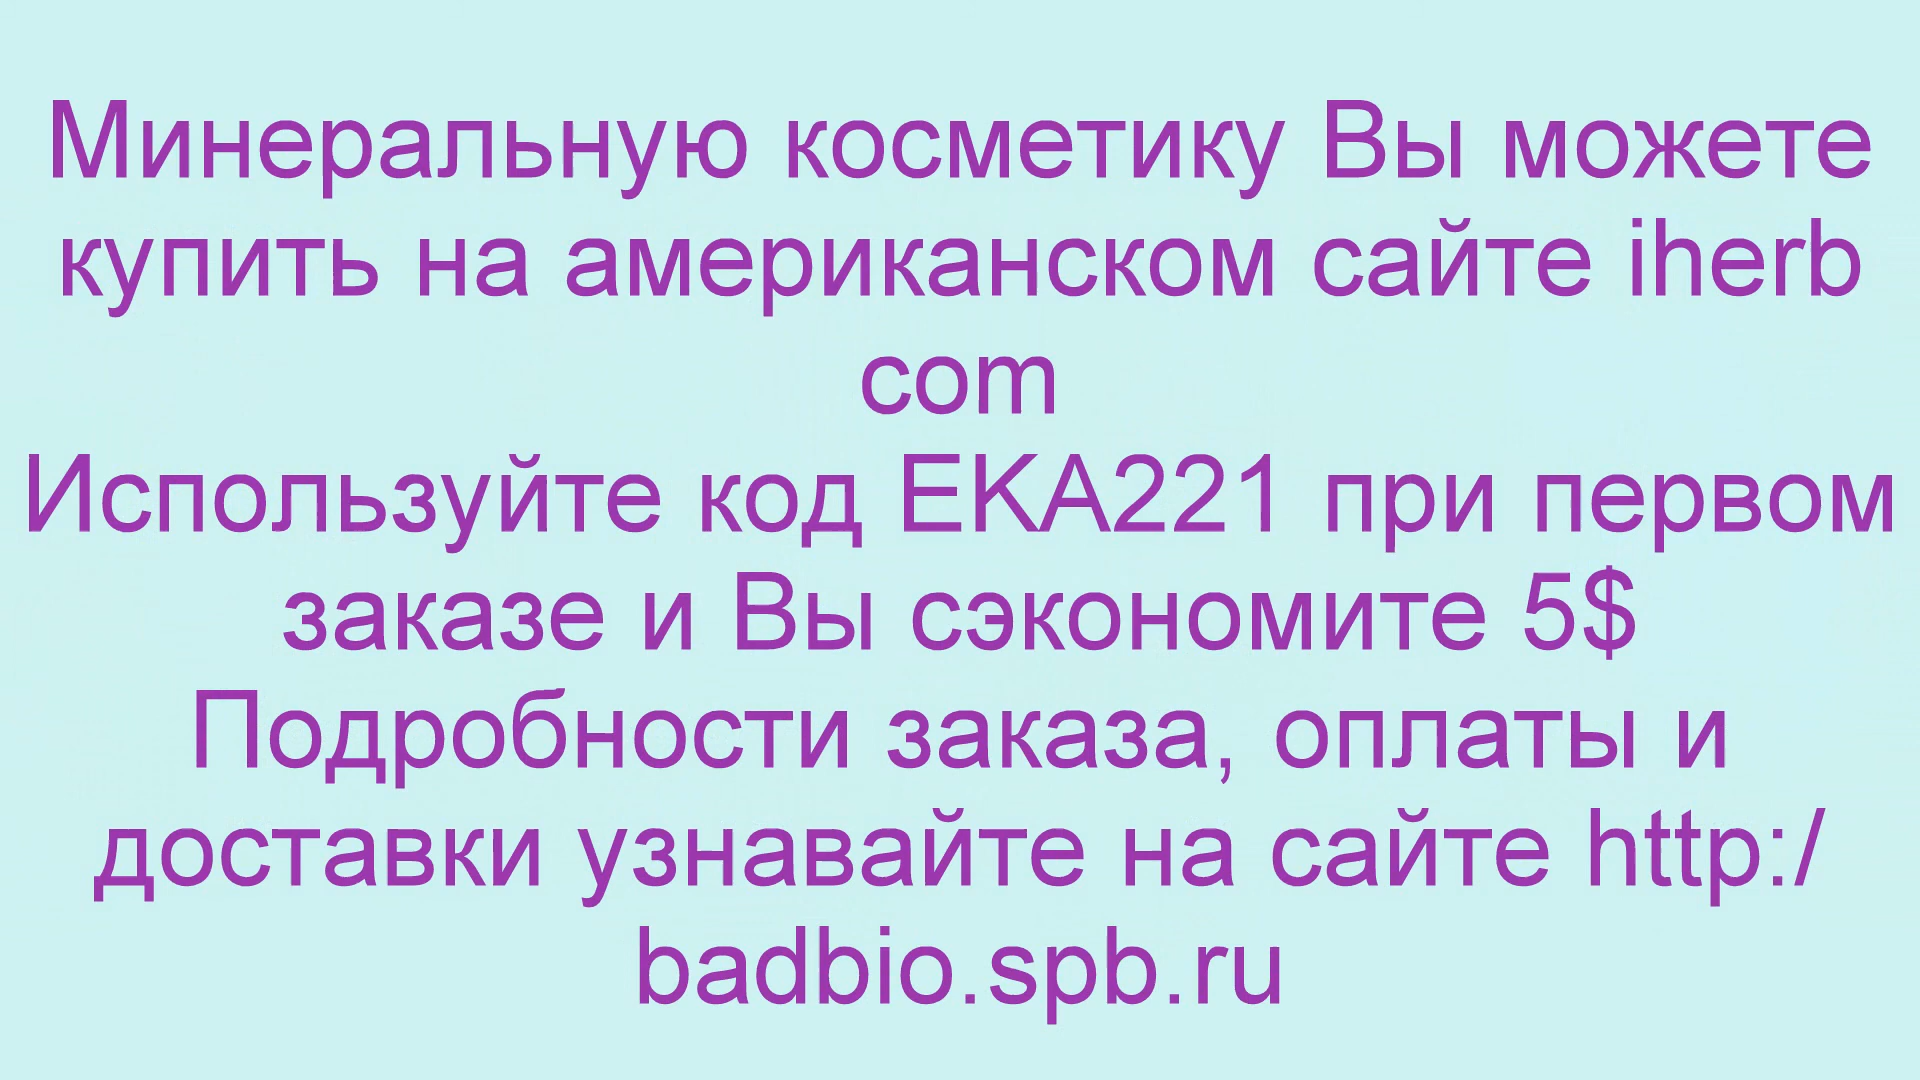 Минеральную косметику Вы можете
купить на американском сайте iherb
com
Используйте код EKA221 при первом
заказе и Вы сэкономите 5$
Подробности заказа, оплаты и
доставки узнавайте на сайте http:/
badbio.spb.ru